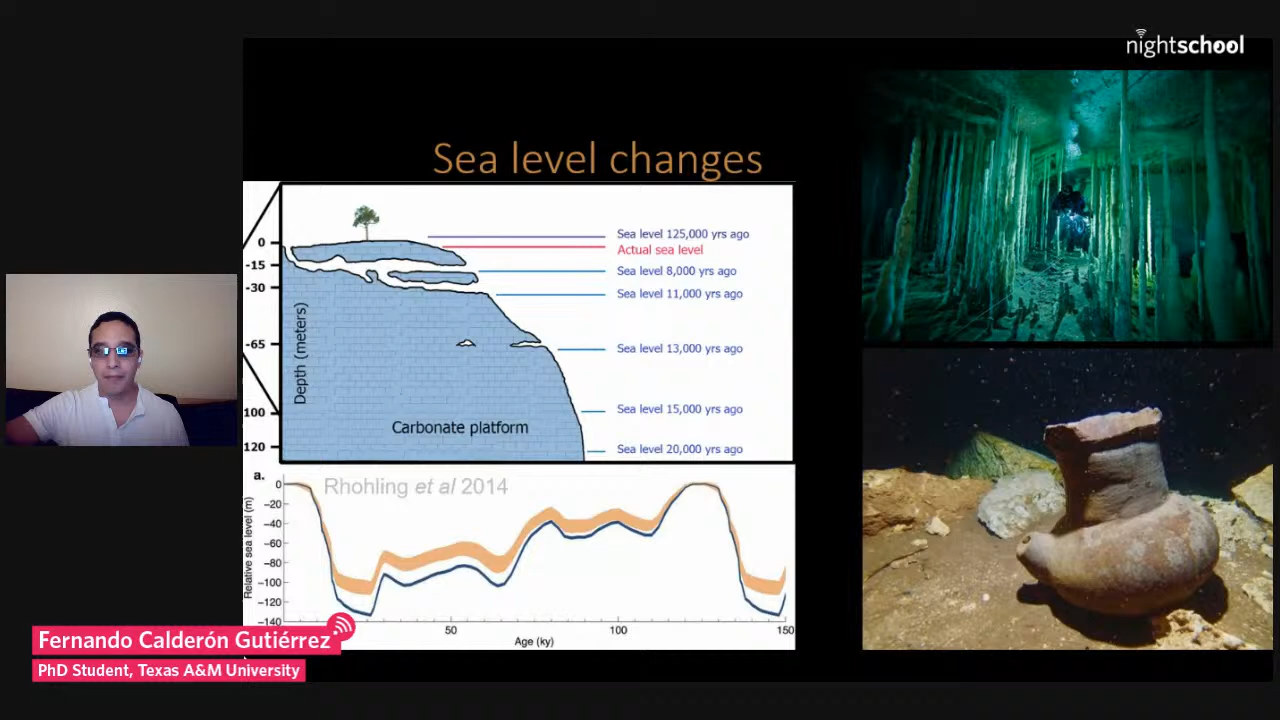 nightschool
Sea level changes
0
-15
-30
-65
100
120
Depth (meters)
Carbonate platform
Sea level 125,000 yrs ago
Actual sea level
Sea level 8,000 yrs ago
Sea level 11,000 yrs ago
Sea level 13,000 yrs ago
Sea level 15,000 yrs ago
Sea level 20,000 yrs ago
a.
Rhohling et al 2014
Relative sea level (m)
0
-20
-40
-60
-80
-100
-120
-140
50
100
150
Age (ky)
Fernando Calderón Gutiérrez
PhD Student, Texas A&M University